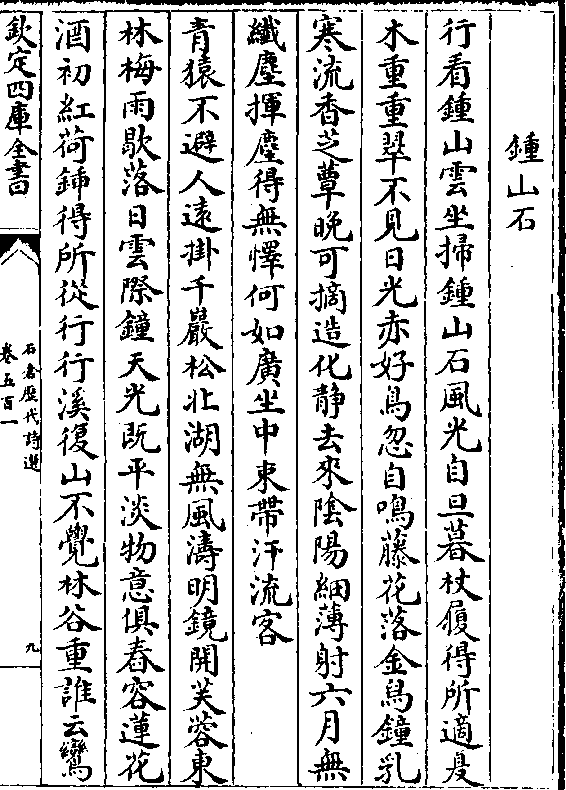 鍾山石
行看鍾山雲坐掃鍾山石風光自旦暮杖履得所適夏
木重重翠不見日光赤好鳥忽自鳴藤花落金舄鐘乳
寒流香芝蕈晚可摘造化靜去來陰陽細薄射六月無
纖塵揮麈得無懌何如廣坐中束帶汗流客
青猿不避人遠掛千巖松北湖無風濤明鏡開芙蓉東
林梅雨歇落日雲際鐘天光既平淡物意俱舂容蓮花
酒初紅荷鍤得所從行行溪復山不覺林谷重誰云鸞
欽定四庫全書
石倉歷代詩選
卷五百一
九